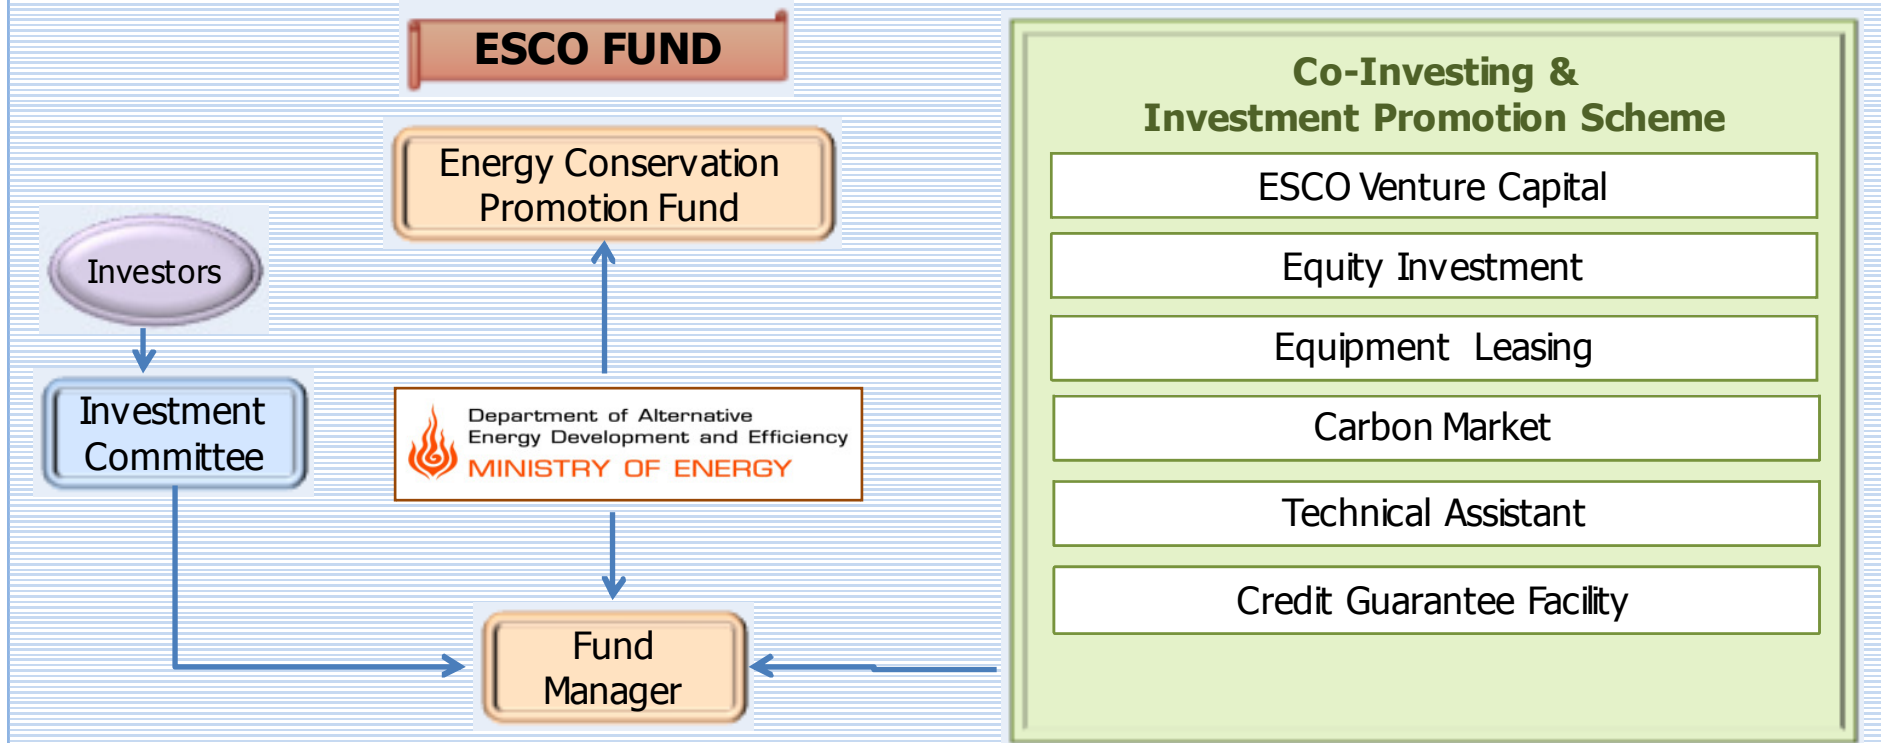 ESCO FUND
Energy Conservation
Promotion Fund
Investors
Investment
Committee
Department of Alternative
Energy Development and Efficiency
MINISTRY OF ENERGY
Fund
Manager
Co-Investing &
Investment Promotion Scheme
ESCO Venture Capital
Equity Investment
Equipment Leasing
Carbon Market
Technical Assistant
Credit Guarantee Facility